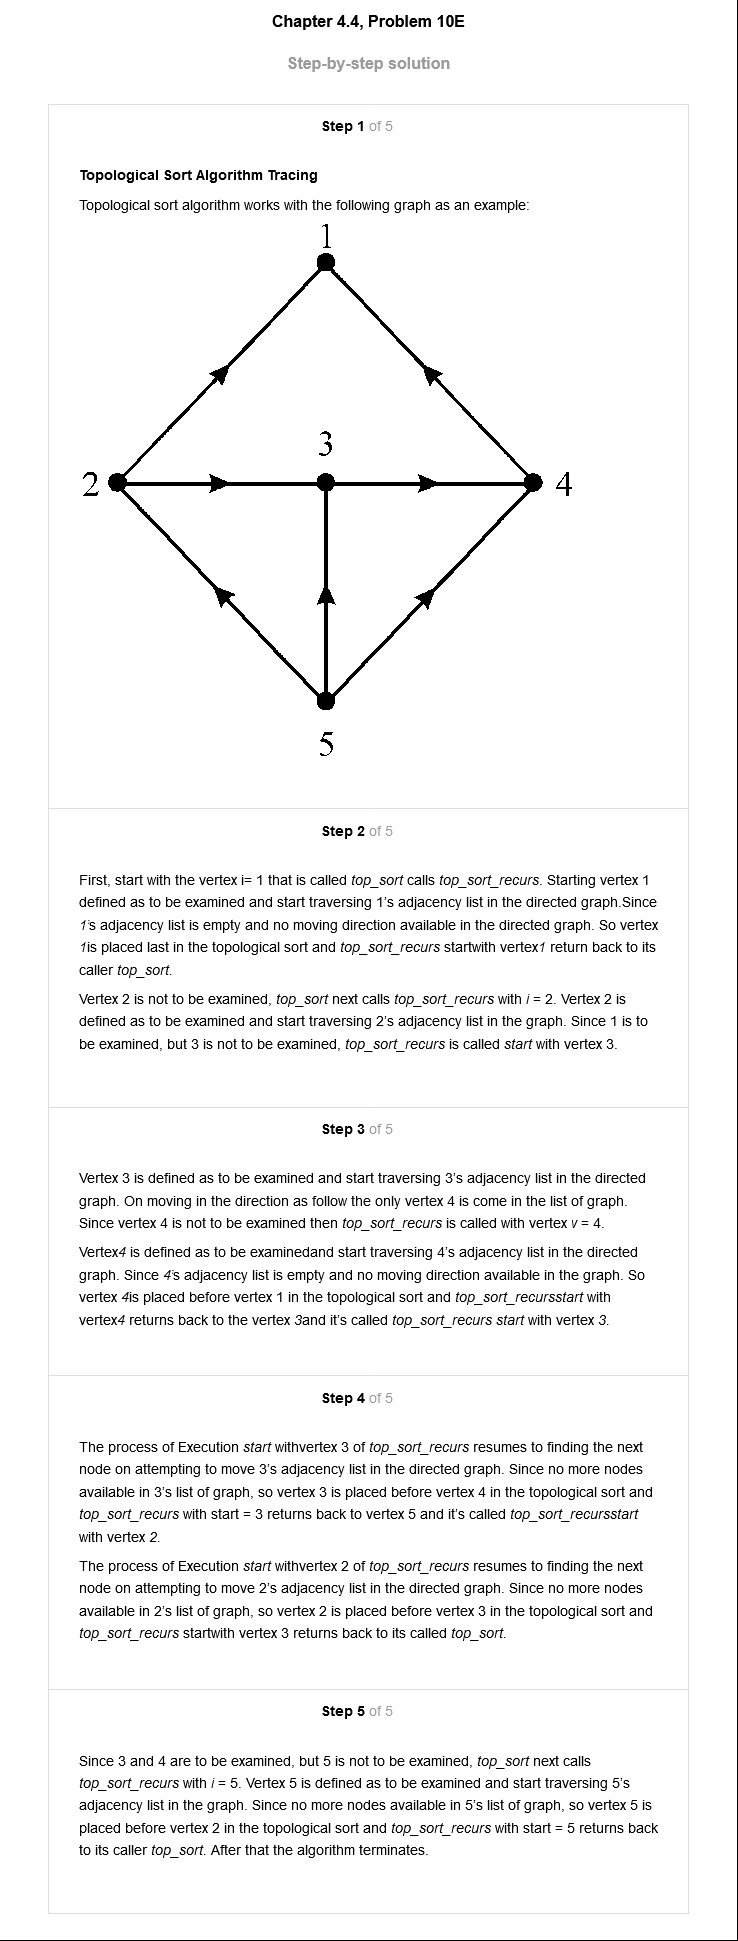 Chapter 4.4, Problem 10E
Step-by-step solution
Step 1 of 5
Topological Sort Algorithm Tracing
Topological sort algorithm works with the following graph as an example:
1
3
2
4
5
Step 2 of 5
First, start with the vertex i= 1 that is called top_sort calls top_sort_recurs. Starting vertex 1
defined as to be examined and start traversing 1's adjacency list in the directed graph.Since
1's adjacency list is empty and no moving direction available in the directed graph. So vertex
1is placed last in the topological sort and top_sort_recurs startwith vertex1 return back to its
caller top_sort.
Vertex 2 is not to be examined, top_sort next calls top_sort_recurs with i = 2. Vertex 2 is
defined as to be examined and start traversing 2's adjacency list in the graph. Since 1 is to
be examined, but 3 is not to be examined, top_sort_recurs is called start with vertex 3.
Step 3 of 5
Vertex 3 is defined as to be examined and start traversing 3's adjacency list in the directed
graph. On moving in the direction as follow the only vertex 4 is come in the list of graph.
Since vertex 4 is not to be examined then top_sort_recurs is called with vertex v = 4.
Vertex4 is defined as to be examinedand start traversing 4's adjacency list in the directed
graph. Since 4's adjacency list is empty and no moving direction available in the graph. So
vertex 4is placed before vertex 1 in the topological sort and top_sort_recursstart with
vertex4 returns back to the vertex 3and it's called top_sort_recurs start with vertex 3.
Step 4 of 5
The process of Execution start withvertex 3 of top_sort_recurs resumes to finding the next
node on attempting to move 3's adjacency list in the directed graph. Since no more nodes
available in 3's list of graph, so vertex 3 is placed before vertex 4 in the topological sort and
top_sort_recurs with start = 3 returns back to vertex 5 and it's called top_sort_recursstart
with vertex 2.
The process of Execution start withvertex 2 of top_sort_recurs resumes to finding the next
node on attempting to move 2's adjacency list in the directed graph. Since no more nodes
available in 2's list of graph, so vertex 2 is placed before vertex 3 in the topological sort and
top_sort_recurs startwith vertex 3 returns back to its called top_sort.
Step 5 of 5
Since 3 and 4 are to be examined, but 5 is not to be examined, top_sort next calls
top_sort_recurs with i = 5. Vertex 5 is defined as to be examined and start traversing 5's
adjacency list in the graph. Since no more nodes available in 5's list of graph, so vertex 5 is
placed before vertex 2 in the topological sort and top_sort_recurs with start = 5 returns back
to its caller top_sort. After that the algorithm terminates.